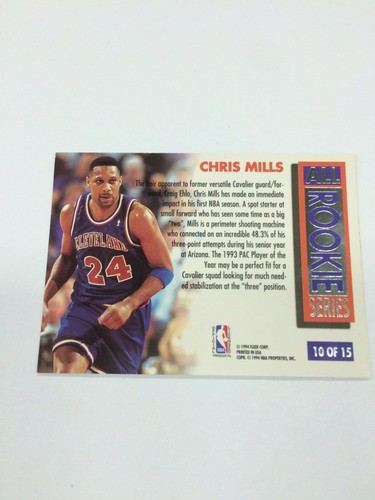 CHRIS MILLS
The heir apparent to former versatile Cavalier guard/for-
ward, Craig Ehlo, Chris Mills has made an immediate
impact in his first NBA season. A spot starter at
small forward who has seen some time as a big
"two", Mills is a perimeter shooting machine
who connected on an incredible 48.3% of his
three-point attempts during his senior year
at Arizona. The 1993 PAC Player of the
Year may be a perfect fit for a
Cavalier squad looking for much need-
ed stabilization at the "three" position.
ALL
ROOKIE
SERIES
CLEVELAND
24
NBA
© 1994 FLEER CORP.
PRINTED IN USA
COPR. © 1994 NBA PROPERTIES, INC.
10 OF 15